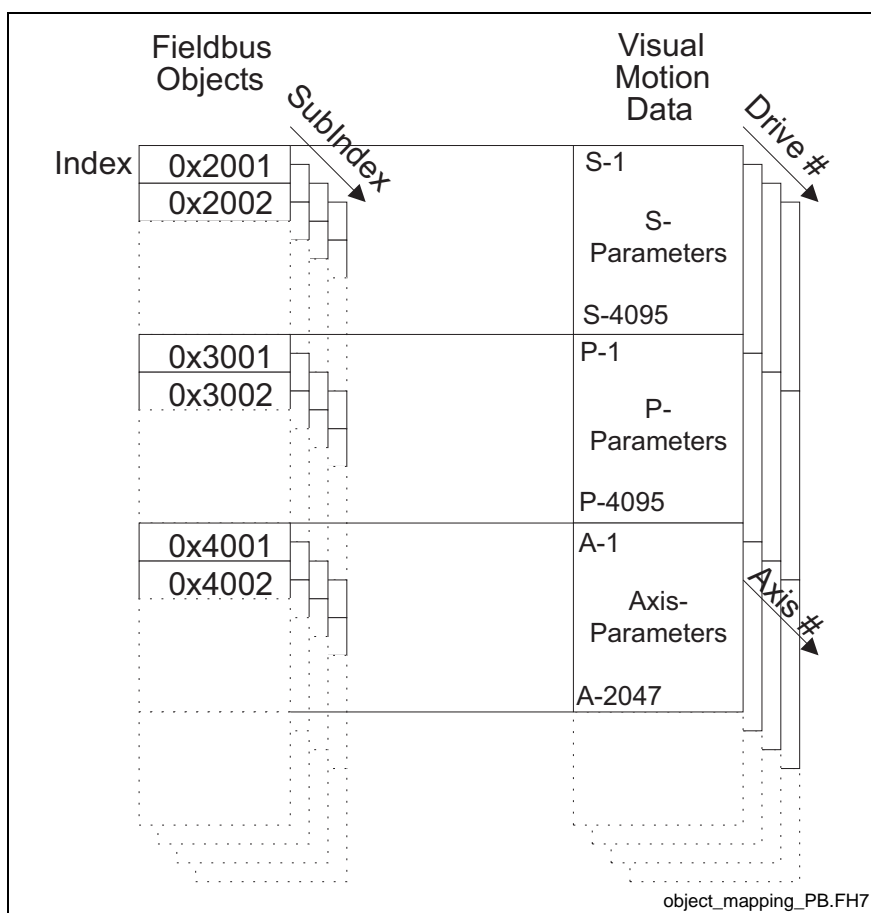 Fieldbus
Objects
Visual
Motion
Data
SubIndex
Drive #
Index
0x2001
0x2002
S-1
S-
Parameters
S-4095
0x3001
0x3002
P-1
P-
Parameters
P-4095
0x4001
0x4002
A-1
Axis-
Parameters
A-2047
Axis #
object_mapping_PB.FH7